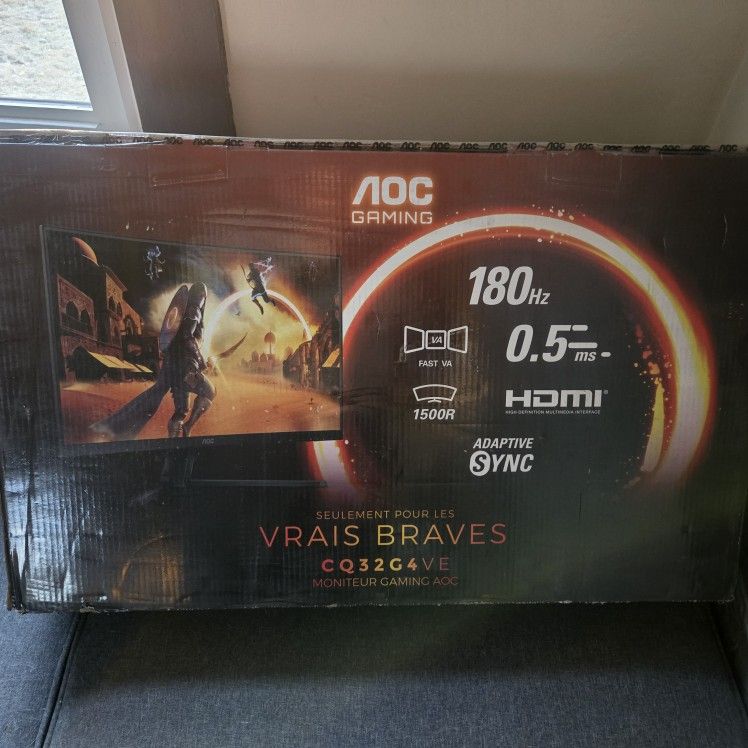 AOC
GAMING
180Hz
VA
FAST VA
0.5ms
1500R
HDMI®
HIGH-DEFINITION MULTIMEDIA INTERFACE
ADAPTIVE
SYNC
AOC
SEULEMENT POUR LES
VRAIS BRAVES
CQ32G4VE
MONITEUR GAMING AOC